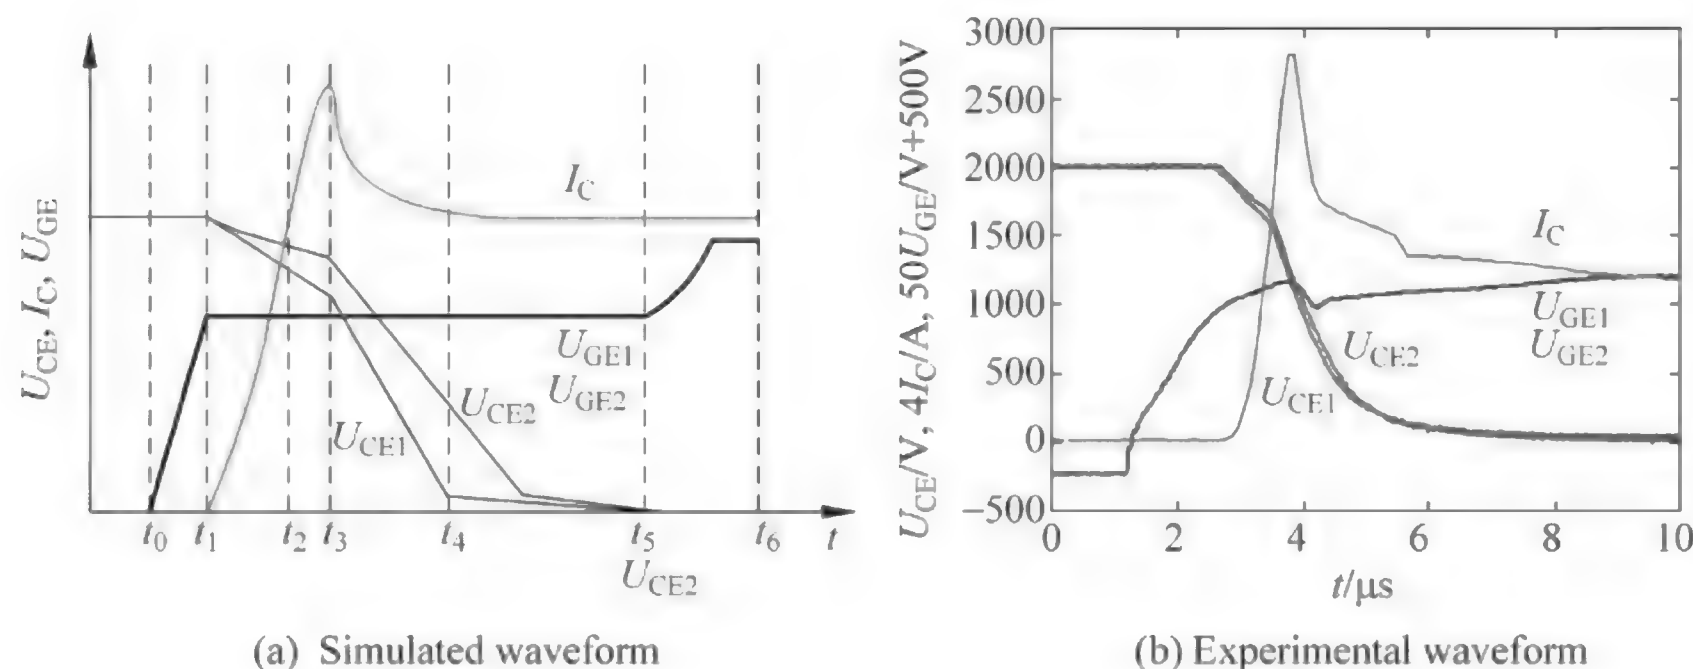 U_CE, I_C, U_GE
I_C
U_GE1
U_GE2
U_CE2
U_CE1
t_0 t_1 t_2 t_3 t_4 t_5 t_6 t
U_CE2
(a) Simulated waveform
U_CE/V, 4I_C/A, 50U_GE/V+500V
3000
2500
2000
1500
1000
500
0
−500
I_C
U_GE1
U_GE2
U_CE2
U_CE1
0 2 4 6 8 10
t/μs
(b) Experimental waveform